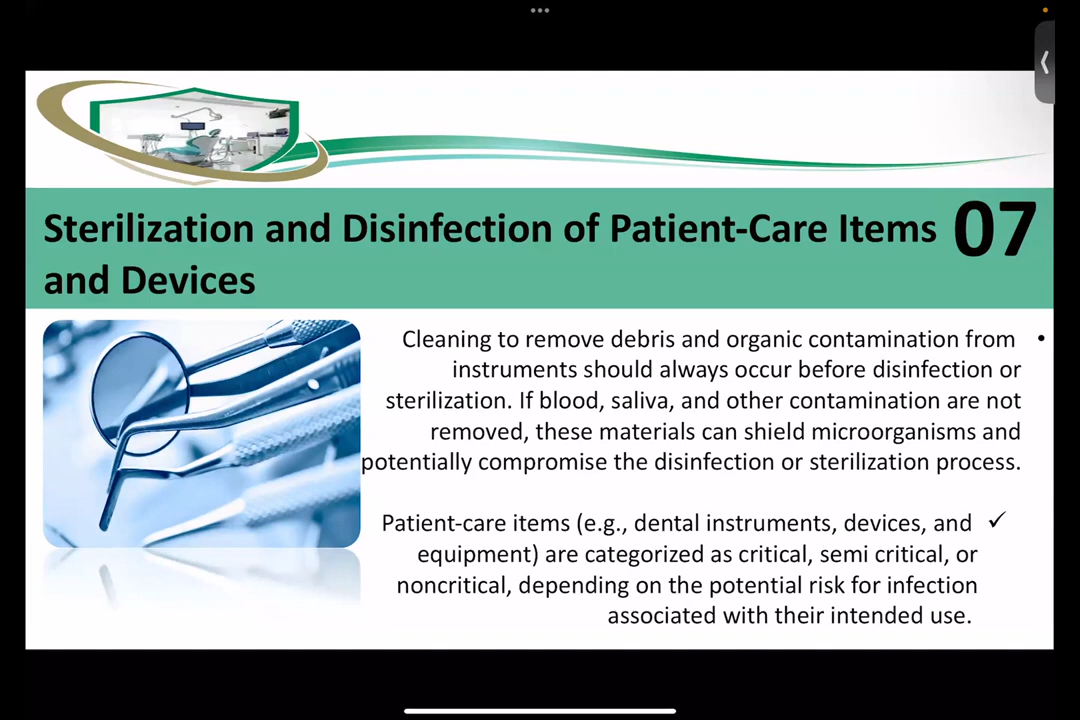 Sterilization and Disinfection of Patient-Care Items
and Devices
07
Cleaning to remove debris and organic contamination from
instruments should always occur before disinfection or
sterilization. If blood, saliva, and other contamination are not
removed, these materials can shield microorganisms and
potentially compromise the disinfection or sterilization process.
Patient-care items (e.g., dental instruments, devices, and
equipment) are categorized as critical, semi critical, or
noncritical, depending on the potential risk for infection
associated with their intended use.